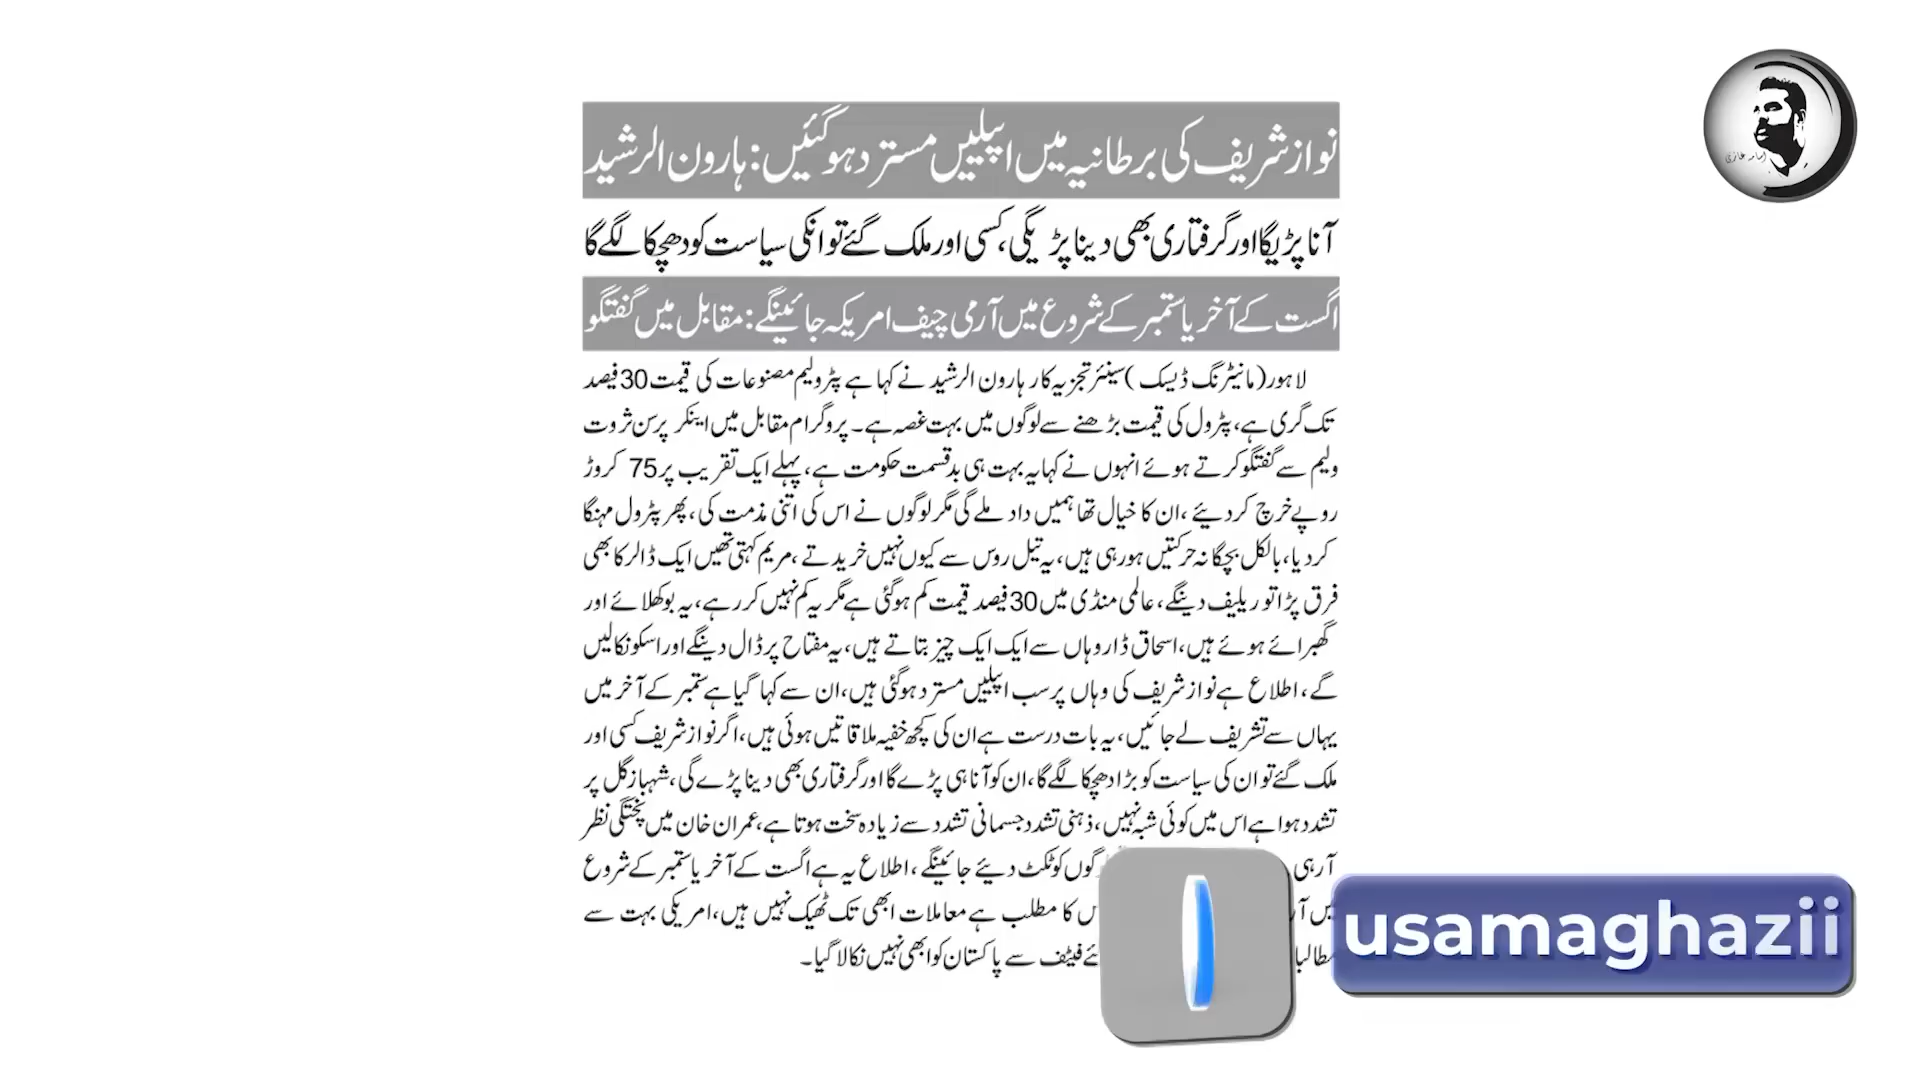 نواز شریف کی برطانیہ میں اپیلیں مسترد ہوگئیں: ہارون الرشید
آنا پڑیگا اور گرفتاری بھی دینا پڑیگی، کسی اور ملک گئے تو انکی سیاست کو دھچکا لگے گا
اگست کے آخر یا ستمبر کے شروع میں آرمی چیف امریکہ جائینگے: مقابل میں گفتگو
لاہور (مانیٹرنگ ڈیسک) سینئر تجزیہ کار ہارون الرشید نے کہا ہے پٹرولیم مصنوعات کی قیمت 30 فیصد
تک گری ہے، پٹرول کی قیمت بڑھنے سے لوگوں میں بہت غصہ ہے۔ پروگرام مقابل میں اینکر پرسن ثروت
ولیم سے گفتگو کرتے ہوئے انہوں نے کہا یہ بہت ہی بدقسمت حکومت ہے، پہلے ایک تقریب پر 75 کروڑ
روپے خرچ کر دیئے، ان کا خیال تھا ہمیں داد ملے گی مگر لوگوں نے اس کی اتنی مذمت کی، پھر پٹرول مہنگا
کر دیا، بالکل بچگانہ حرکتیں ہو رہی ہیں، یہ تیل روس سے کیوں نہیں خریدتے، مریم کہتی تھیں ایک ڈالر کا بھی
فرق پڑا تو ریلیف دینگے، عالمی منڈی میں 30 فیصد قیمت کم ہوگئی ہے مگر یہ کم نہیں کر رہے، یہ بوکھلائے اور
گھبرائے ہوئے ہیں، اسحاق ڈار وہاں سے ایک ایک چیز بتاتے ہیں، یہ مفتاح پر ڈال دینگے اور اسکو نکالیں
گے، اطلاع ہے نواز شریف کی وہاں پر سب اپیلیں مسترد ہوگئی ہیں، ان سے کہا گیا ہے ستمبر کے آخر میں
یہاں سے تشریف لے جائیں، یہ بات درست ہے ان کی کچھ خفیہ ملاقاتیں ہوئی ہیں، اگر نواز شریف کسی اور
ملک گئے تو ان کی سیاست کو بڑا دھچکا لگے گا، ان کو آنا ہی پڑے گا اور گرفتاری بھی دینا پڑے گی، شہباز گل پر
تشدد ہوا ہے اس میں کوئی شبہ نہیں، ذہنی تشدد جسمانی تشدد سے زیادہ سخت ہوتا ہے، عمران خان میں پختگی نظر
آ رہی کو ٹکٹ دیئے جائینگے، اطلاع یہ ہے اگست کے آخر یا ستمبر کے شروع
کا مطلب ہے معاملات ابھی تک ٹھیک نہیں ہیں، امریکی بہت سے
فیٹف سے پاکستان کو ابھی نہیں نکالا گیا۔
usamaghazii
اسامہ غازی